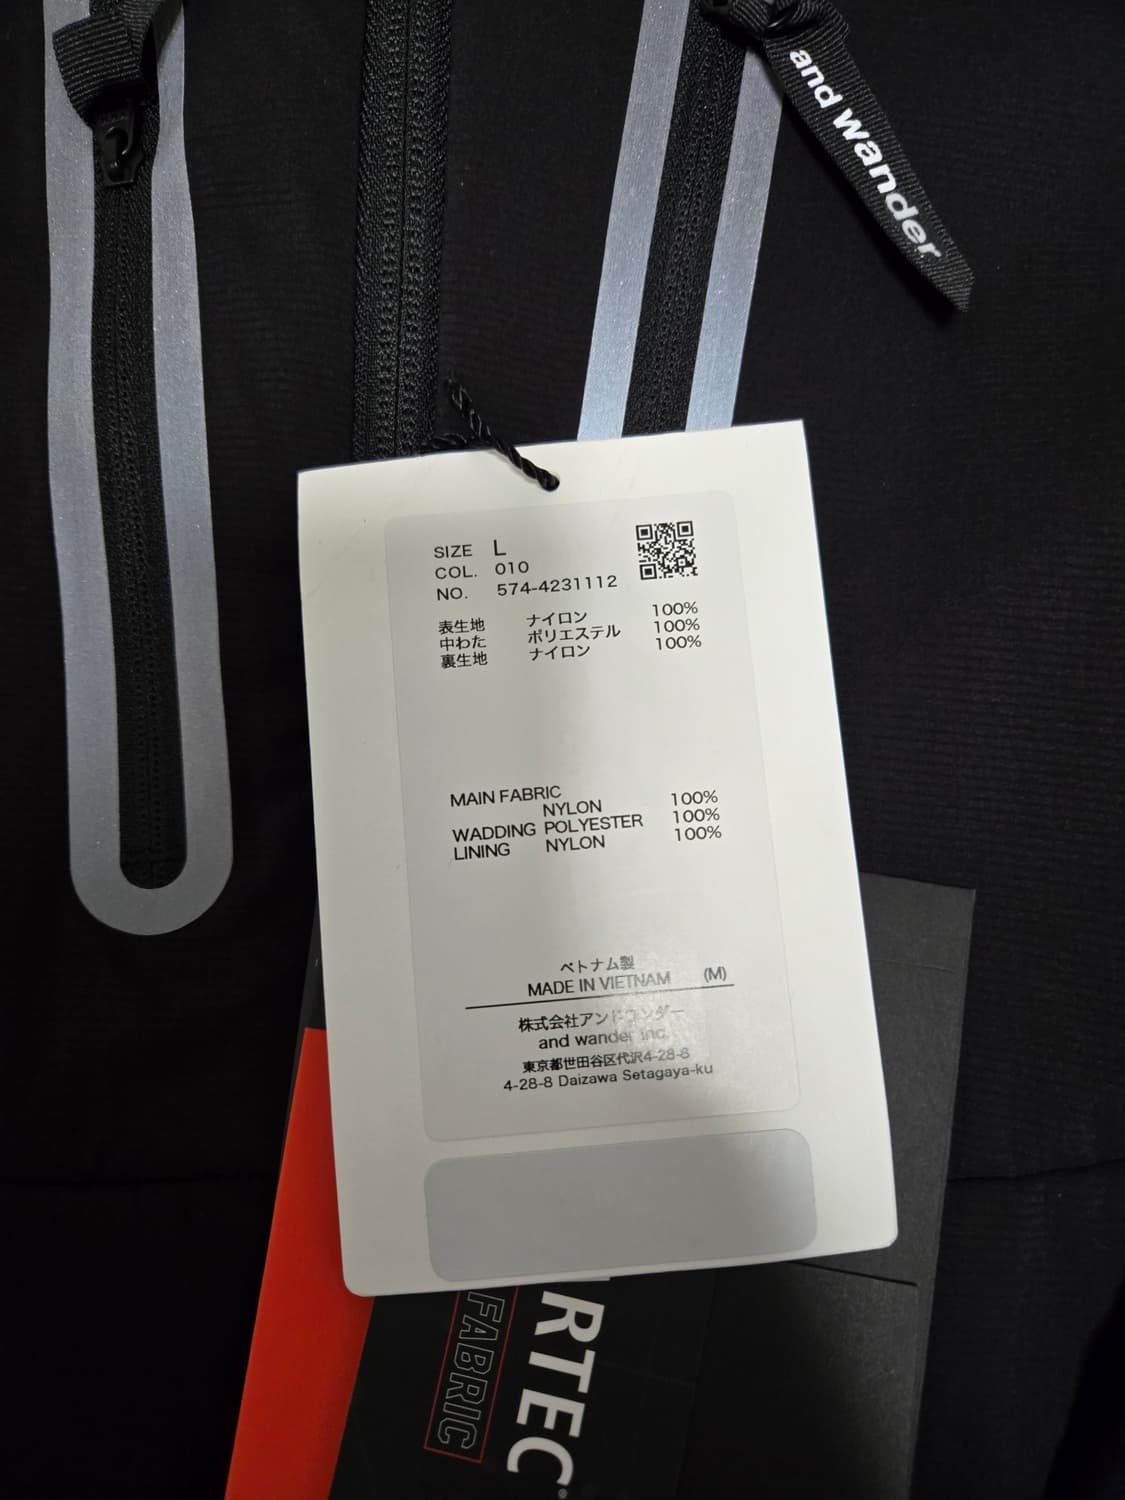 and wander
SIZE L
COL. 010
NO. 574-4231112
表生地 ナイロン 100%
中わた ポリエステル 100%
裏生地 ナイロン 100%
MAIN FABRIC
NYLON 100%
WADDING POLYESTER 100%
LINING NYLON 100%
ベトナム製
MADE IN VIETNAM (M)
株式会社アンドワンダー
and wander inc.
東京都世田谷区代沢4-28-8
4-28-8 Daizawa Setagaya-ku
RTEC®
FABRIC